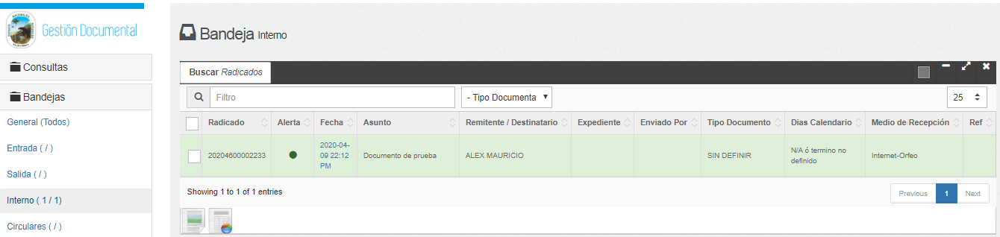 Gestión Documental
Consultas
Bandejas
General (Todos)
Entrada ( / )
Salida ( / )
Interno ( 1 / 1)
Circulares ( / )
Bandeja Interno
Buscar Radicados
Filtro
- Tipo Documenta
25
Radicado Alerta Fecha Asunto Remitente / Destinatario Expediente Enviado Por Tipo Documento Dias Calendario Medio de Recepción Ref
20204600002233
2020-04-
09 22:12
PM
Documento de prueba
ALEX MAURICIO
SIN DEFINIR
N/A ó termino no
definido
Internet-Orfeo
Showing 1 to 1 of 1 entries
Previous 1 Next